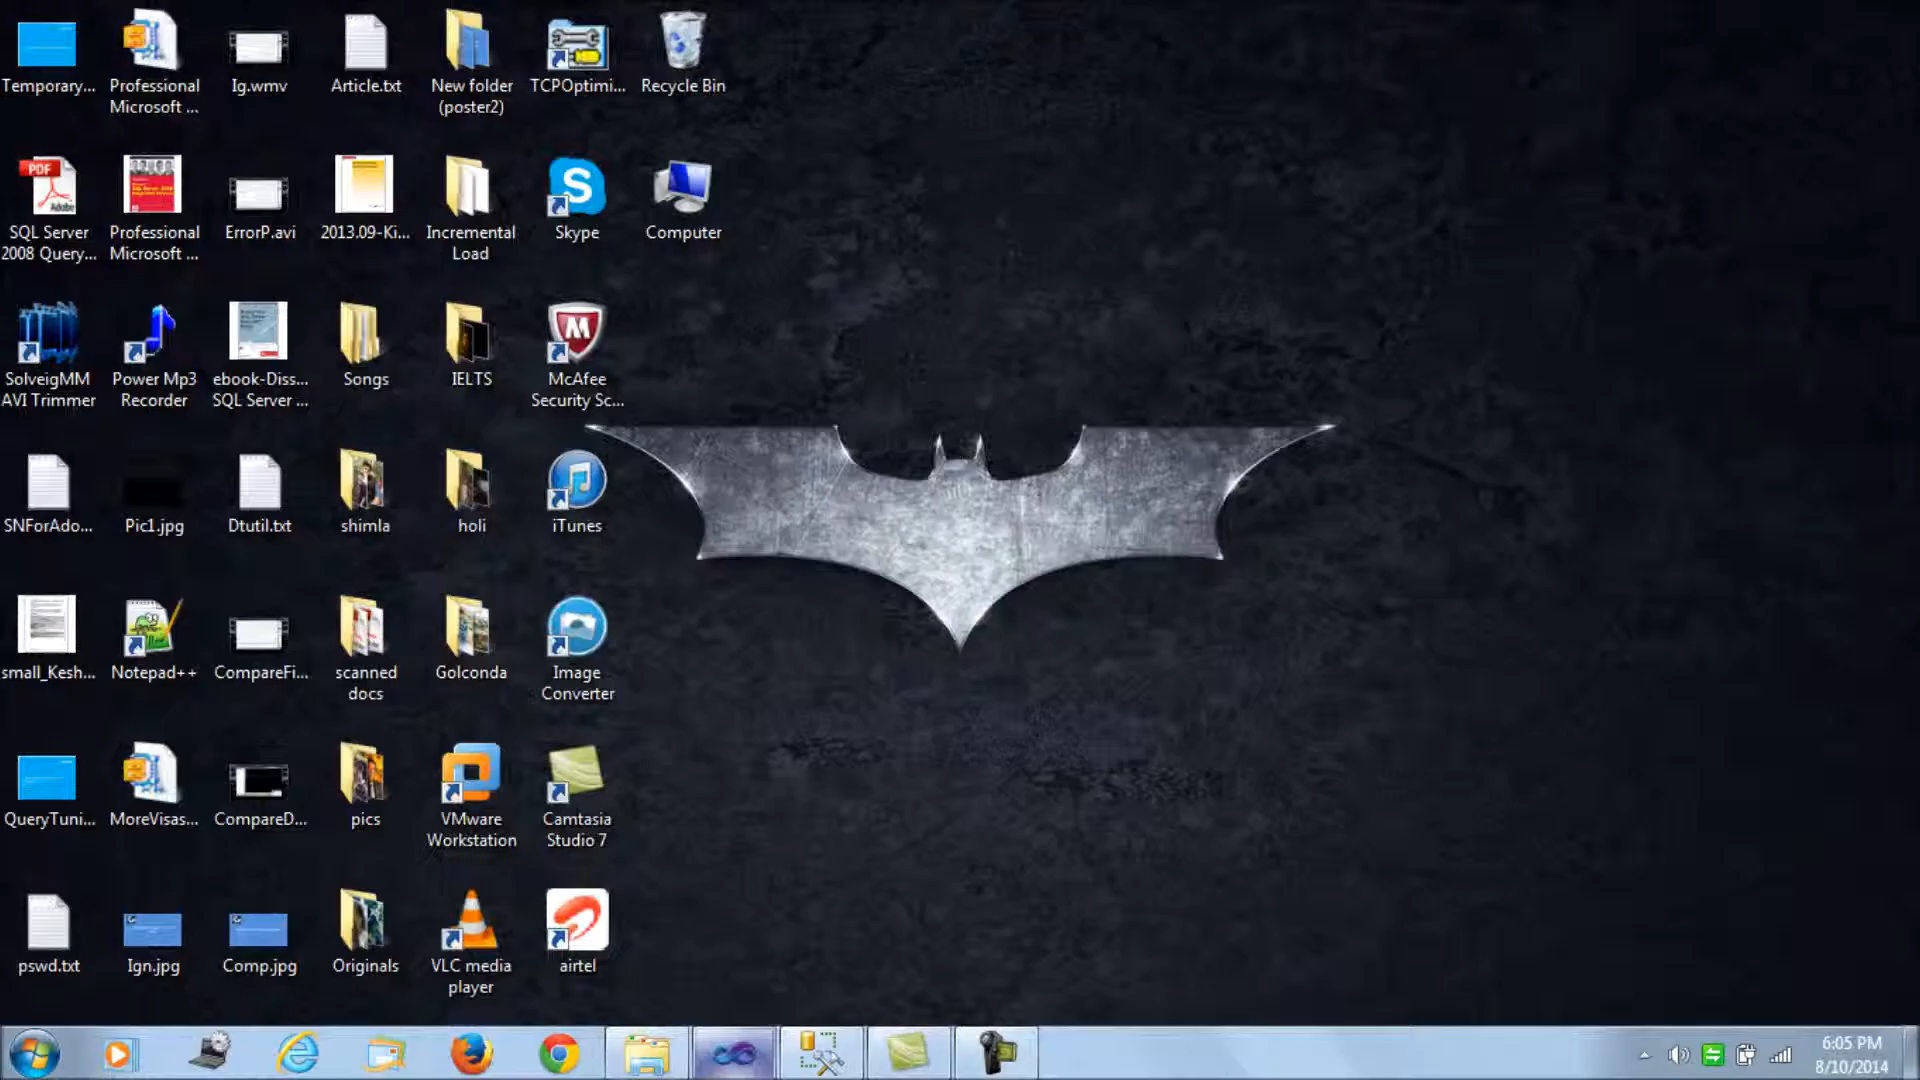 Temporary...
Professional
Microsoft ...
Ig.wmv
Article.txt
New folder
(poster2)
TCPOptimi...
Recycle Bin
PDF
Adobe
SQL Server
2008 Query...
Professional
Microsoft ...
ErrorP.avi
2013.09-Ki...
Incremental
Load
S
Skype
Computer
SolveigMM
AVI Trimmer
Power Mp3
Recorder
ebook-Diss...
SQL Server ...
Songs
IELTS
M
McAfee
Security Sc...
SNForAdo...
Pic1.jpg
Dtutil.txt
shimla
holi
iTunes
small_Kesh...
Notepad++
CompareFi...
scanned
docs
Golconda
Image
Converter
QueryTuni...
MoreVisas...
CompareD...
pics
VMware
Workstation
Camtasia
Studio 7
pswd.txt
Ign.jpg
Comp.jpg
Originals
VLC media
player
airtel
6:05 PM
8/10/2014